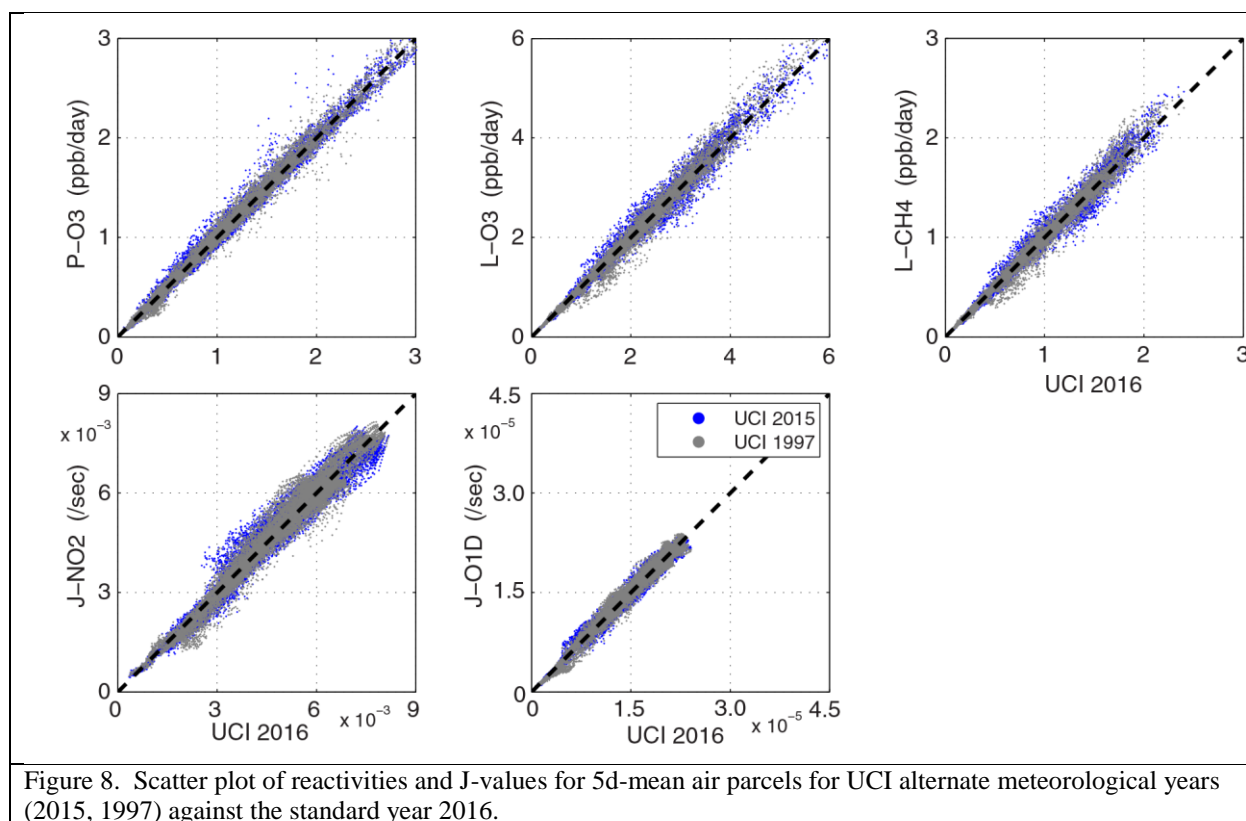 3
2
1
0
P−O3 (ppb/day)
0 1 2 3
6
4
2
0
L−O3 (ppb/day)
0 2 4 6
3
2
1
0
L−CH4 (ppb/day)
0 1 2 3
UCI 2016
9
x 10⁻³
6
3
0
J−NO2 (/sec)
0 3 6 9
UCI 2016 x 10⁻³
4.5
x 10⁻⁵
3.0
1.5
0
J−O1D (/sec)
UCI 2015
UCI 1997
0 1.5 3.0 4.5
UCI 2016 x 10⁻⁵
Figure 8. Scatter plot of reactivities and J-values for 5d-mean air parcels for UCI alternate meteorological years
(2015, 1997) against the standard year 2016.